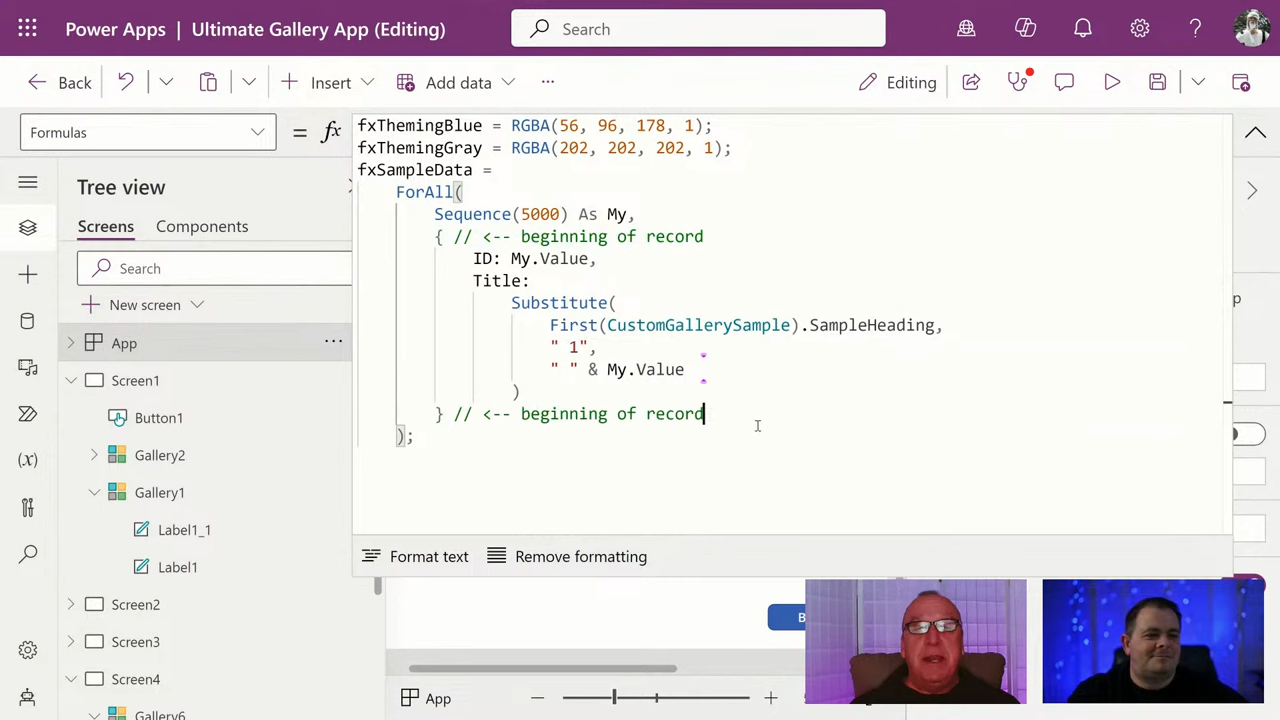 Power Apps | Ultimate Gallery App (Editing)
Search
Back
Insert
Add data
Editing
Formulas
= fx
fxThemingBlue = RGBA(56, 96, 178, 1);
fxThemingGray = RGBA(202, 202, 202, 1);
fxSampleData =
ForAll(
Sequence(5000) As My,
{ // <-- beginning of record
ID: My.Value,
Title:
Substitute(
First(CustomGallerySample).SampleHeading,
" 1",
" " & My.Value
)
} // <-- beginning of record
);
Format text
Remove formatting
Tree view
Screens
Components
Search
New screen
App
Screen1
Button1
Gallery2
Gallery1
Label1_1
Label1
Screen2
Screen3
Screen4
Gallery6
p
B
App